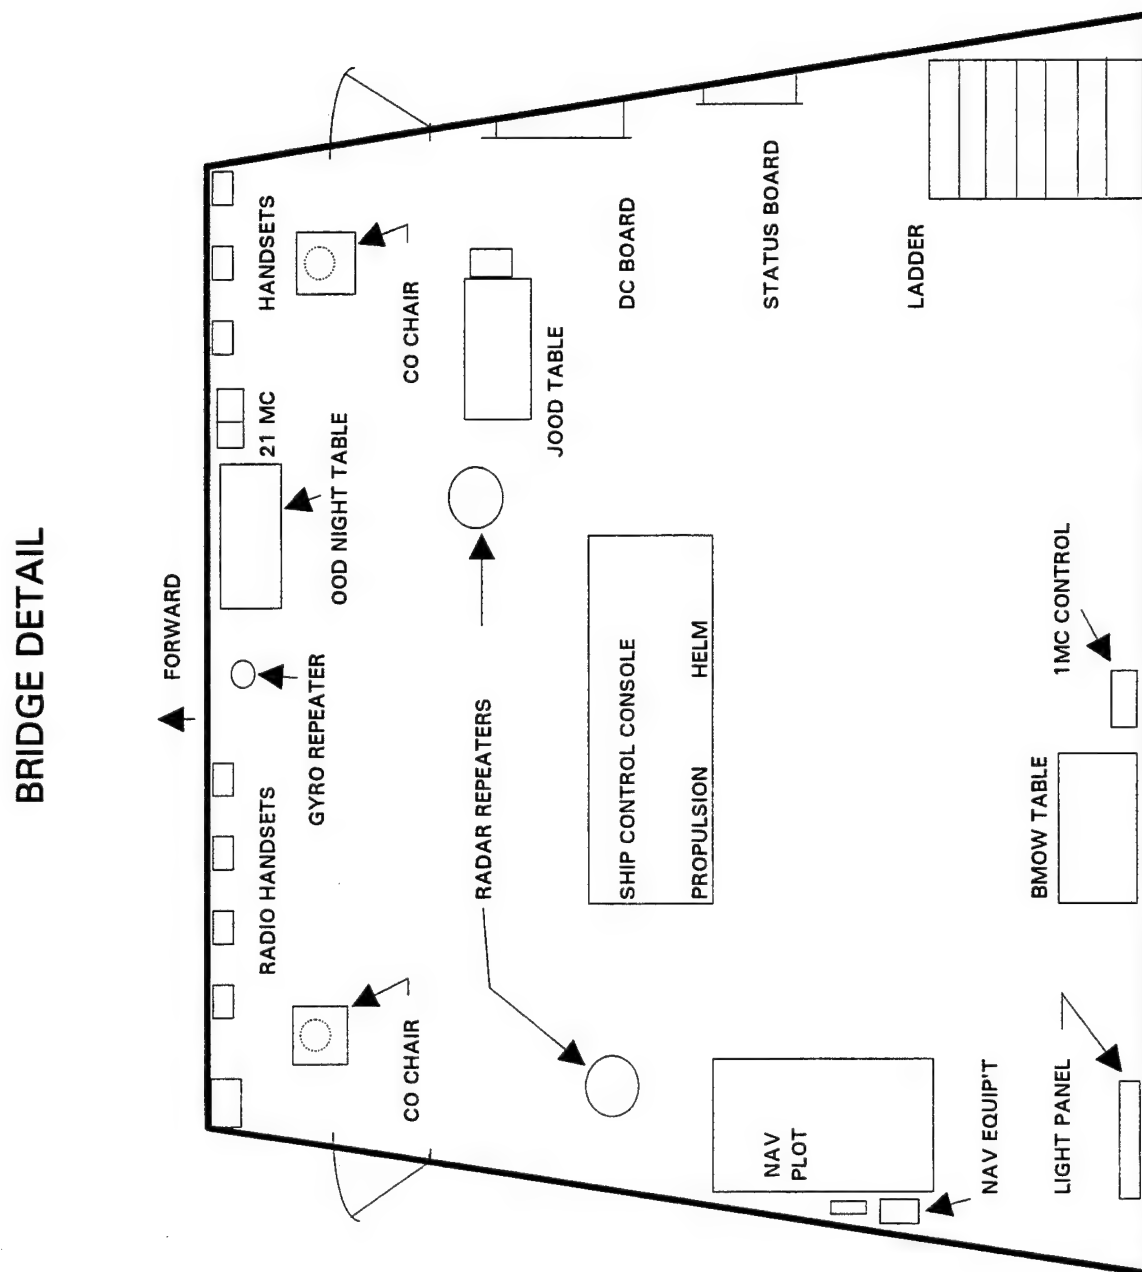 BRIDGE DETAIL
FORWARD
RADIO HANDSETS
GYRO REPEATER
OOD NIGHT TABLE
21 MC
HANDSETS
CO CHAIR
CO CHAIR
RADAR REPEATERS
JOOD TABLE
SHIP CONTROL CONSOLE
PROPULSION
HELM
DC BOARD
STATUS BOARD
LADDER
NAV
PLOT
NAV EQUIP'T
LIGHT PANEL
BMOW TABLE
1MC CONTROL